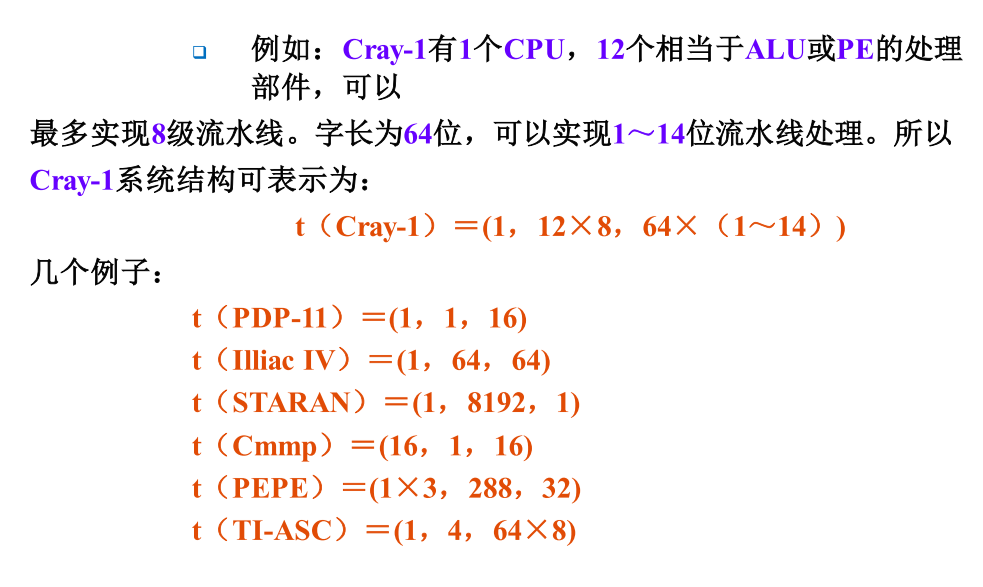 例如：Cray-1有1个CPU，12个相当于ALU或PE的处理
部件，可以
最多实现8级流水线。字长为64位，可以实现1～14位流水线处理。所以
Cray-1系统结构可表示为：
t（Cray-1）＝(1，12×8，64×（1～14）)
几个例子：
t（PDP-11）＝(1，1，16)
t（Illiac IV）＝(1，64，64)
t（STARAN）＝(1，8192，1)
t（Cmmp）＝(16，1，16)
t（PEPE）＝(1×3，288，32)
t（TI-ASC）＝(1，4，64×8)